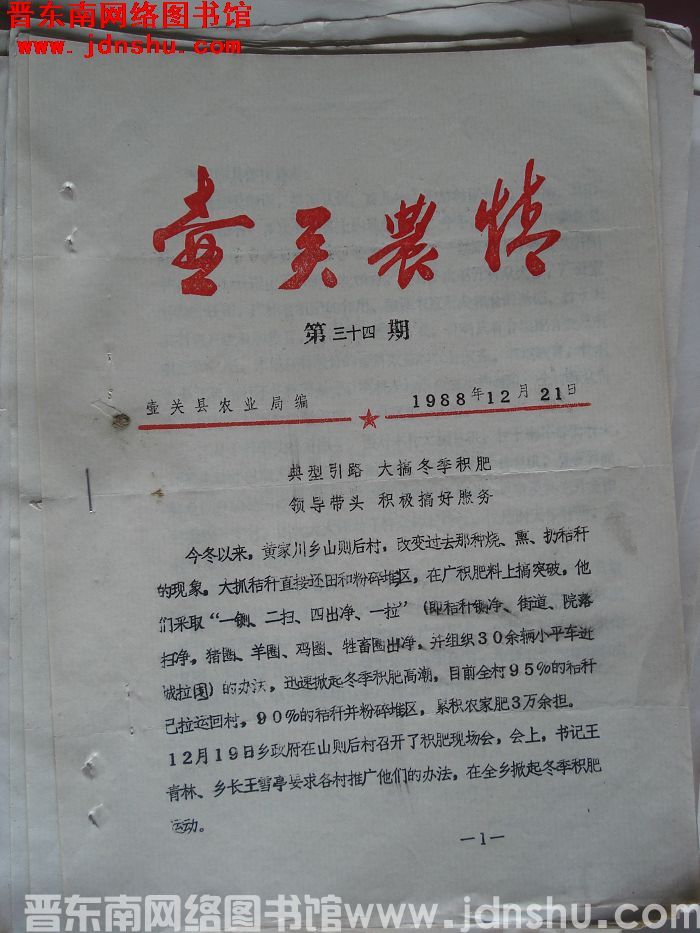 晋东南网络图书馆
www.jdnshu.com
壶关農情
第三十四期
壶关县农业局编 1988年12月21日
典型引路 大搞冬季积肥
领导带头 积极搞好服务
今冬以来，黄家川乡山则后村，改变过去那种烧、熏、扔秸秆
的现象。大抓秸秆直接还田和粉碎堆沤，在广积肥料上搞突破，他
们采取“一铡、二扫、四出净、一拉”（即秸秆铡净、街道、院落
扫净，猪圈、羊圈、鸡圈、牲畜圈出净，并组织30余辆小平车进
城拉图）的办法，迅速掀起冬季积肥高潮，目前全村95%的秸秆
已拉运回村，90%的秸秆并粉碎堆沤，累积农家肥3万余担。
12月19日乡政府在山则后村召开了积肥现场会，会上，书记王
青林、乡长王雪亭要求各村推广他们的办法，在全乡掀起冬季积肥
运动。
—1—
晋东南网络图书馆www.jdnshu.com